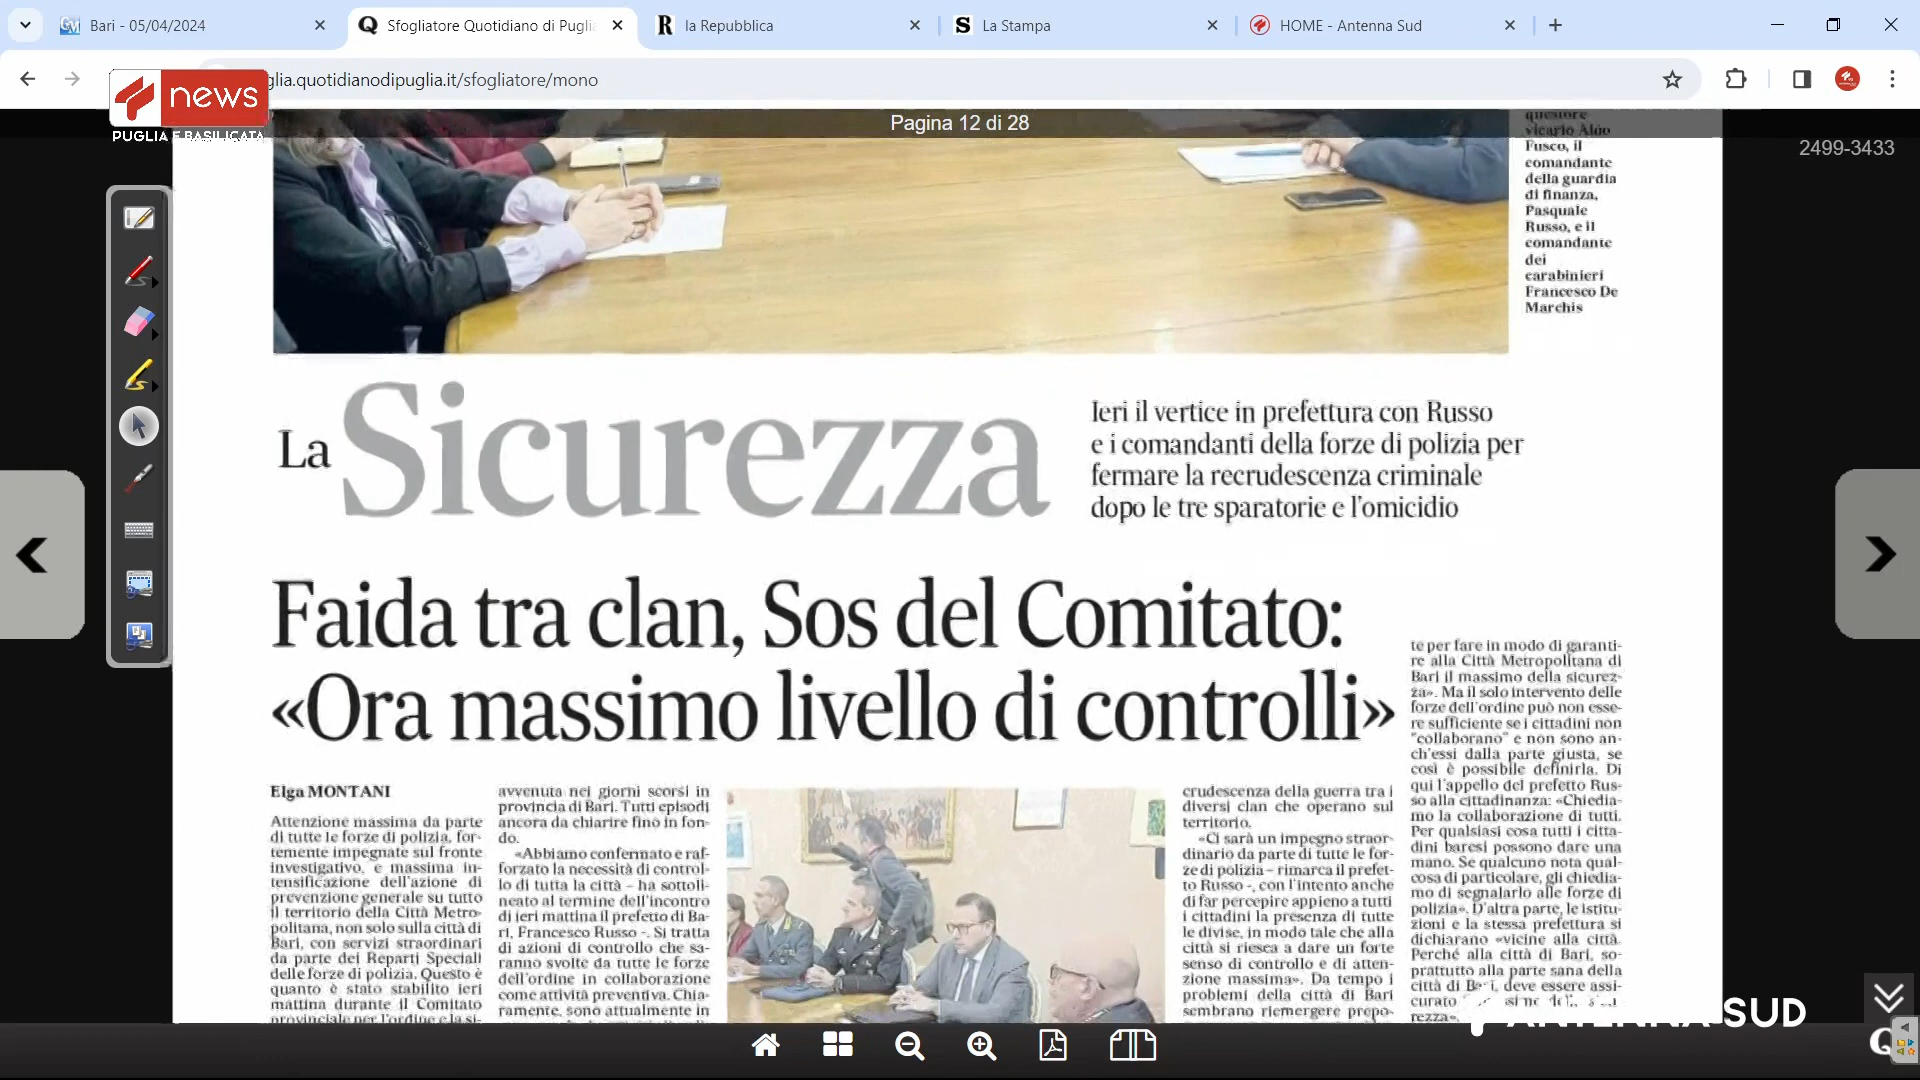 Bari - 05/04/2024
Sfogliatore Quotidiano di Puglia
la Repubblica
La Stampa
HOME - Antenna Sud
glia.quotidianodipuglia.it/sfogliatore/mono
news
PUGLIA E BASILICATA
Pagina 12 di 28
2499-3433
questore
vicario Aldo
Fusco, il
comandante
della guardia
di finanza,
Pasquale
Russo, e il
comandante
dei
carabinieri
Francesco De
Marchis
La Sicurezza
Ieri il vertice in prefettura con Russo
e i comandanti della forze di polizia per
fermare la recrudescenza criminale
dopo le tre sparatorie e l'omicidio
Faida tra clan, Sos del Comitato:
«Ora massimo livello di controlli»
Elga MONTANI
Attenzione massima da parte
di tutte le forze di polizia, for-
temente impegnate sul fronte
investigativo, e massima in-
tensificazione dell'azione di
prevenzione generale su tutto
il territorio della Città Metro-
politana, non solo sulla città di
Bari, con servizi straordinari
da parte dei Reparti Speciali
delle forze di polizia. Questo è
quanto è stato stabilito ieri
mattina durante il Comitato
provinciale per l'ordine e la si-
avvenuta nei giorni scorsi in
provincia di Bari. Tutti episodi
ancora da chiarire fino in fon-
do.
«Abbiamo confermato e raf-
forzato la necessità di control-
lo di tutta la città - ha sottoli-
neato al termine dell'incontro
di ieri mattina il prefetto di Ba-
ri, Francesco Russo -. Si tratta
di azioni di controllo che sa-
ranno svolte da tutte le forze
dell'ordine in collaborazione
come attività preventiva. Chia-
ramente, sono attualmente in
crudescenza della guerra tra i
diversi clan che operano sul
territorio.
«Ci sarà un impegno straor-
dinario da parte di tutte le for-
ze di polizia - rimarca il prefet-
to Russo -, con l'intento anche
di far percepire appieno a tutti
i cittadini la presenza di tutte
le divise, in modo tale che alla
città si riesca a dare un forte
senso di controllo e di atten-
zione massima». Da tempo i
problemi della città di Bari
sembrano riemergere prepo-
te per fare in modo di garanti-
re alla Città Metropolitana di
Bari il massimo della sicurez-
za». Ma il solo intervento delle
forze dell'ordine può non esse-
re sufficiente se i cittadini non
"collaborano" e non sono an-
ch'essi dalla parte giusta, se
così è possibile definirla. Di
qui l'appello del prefetto Rus-
so alla cittadinanza: «Chiedia-
mo la collaborazione di tutti.
Per qualsiasi cosa tutti i citta-
dini baresi possono dare una
mano. Se qualcuno nota qual-
cosa di particolare, gli chiedia-
mo di segnalarlo alle forze di
polizia». D'altra parte, le istitu-
zioni e la stessa prefettura si
dichiarano «vicine alla città.
Perché alla città di Bari, so-
prattutto alla parte sana della
città di Bari, deve essere assi-
curato
rezza».
ANTENNA SUD